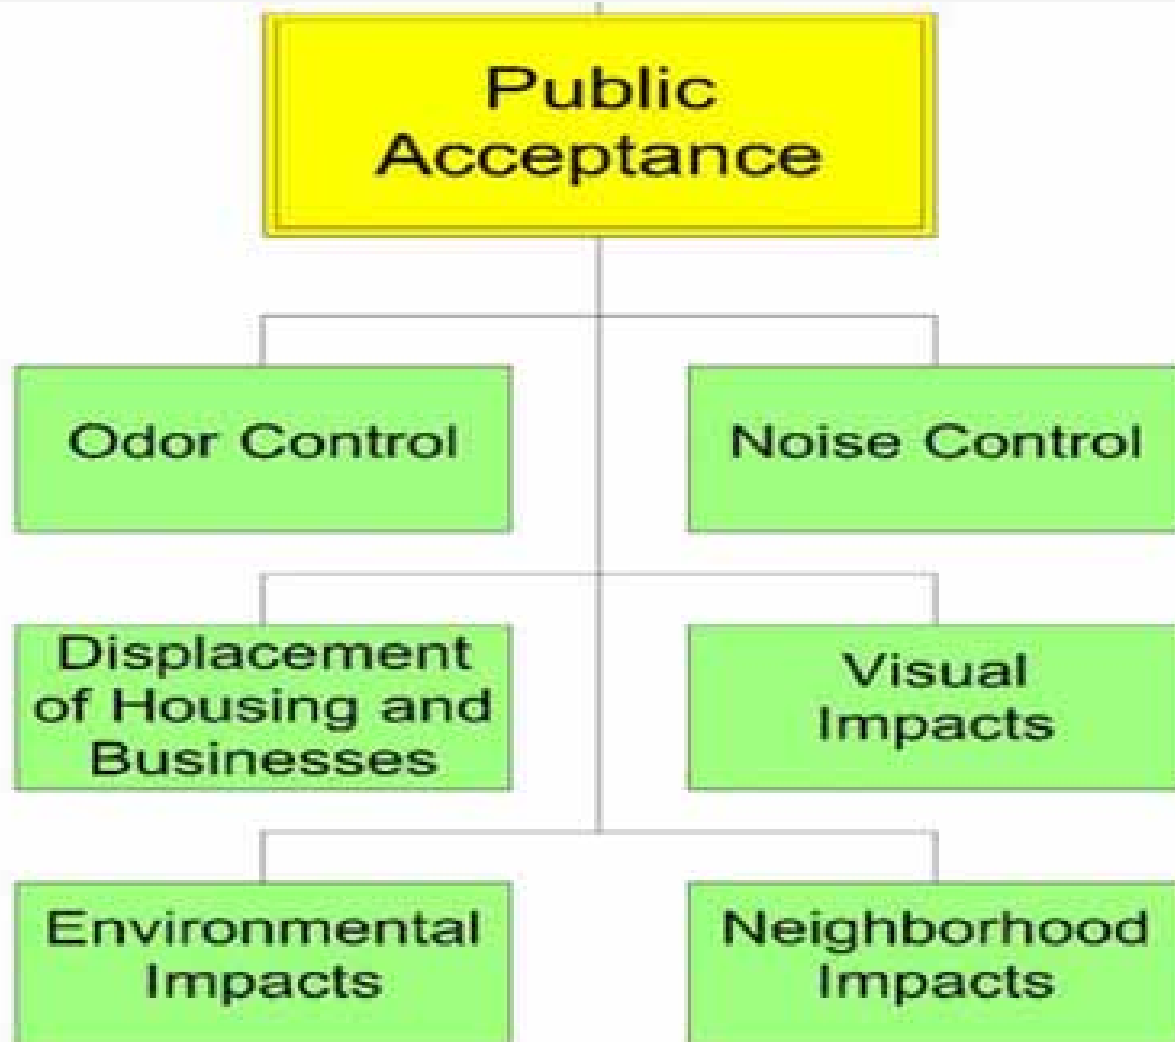 Public
Acceptance
Odor Control
Noise Control
Displacement
of Housing and
Businesses
Visual
Impacts
Environmental
Impacts
Neighborhood
Impacts